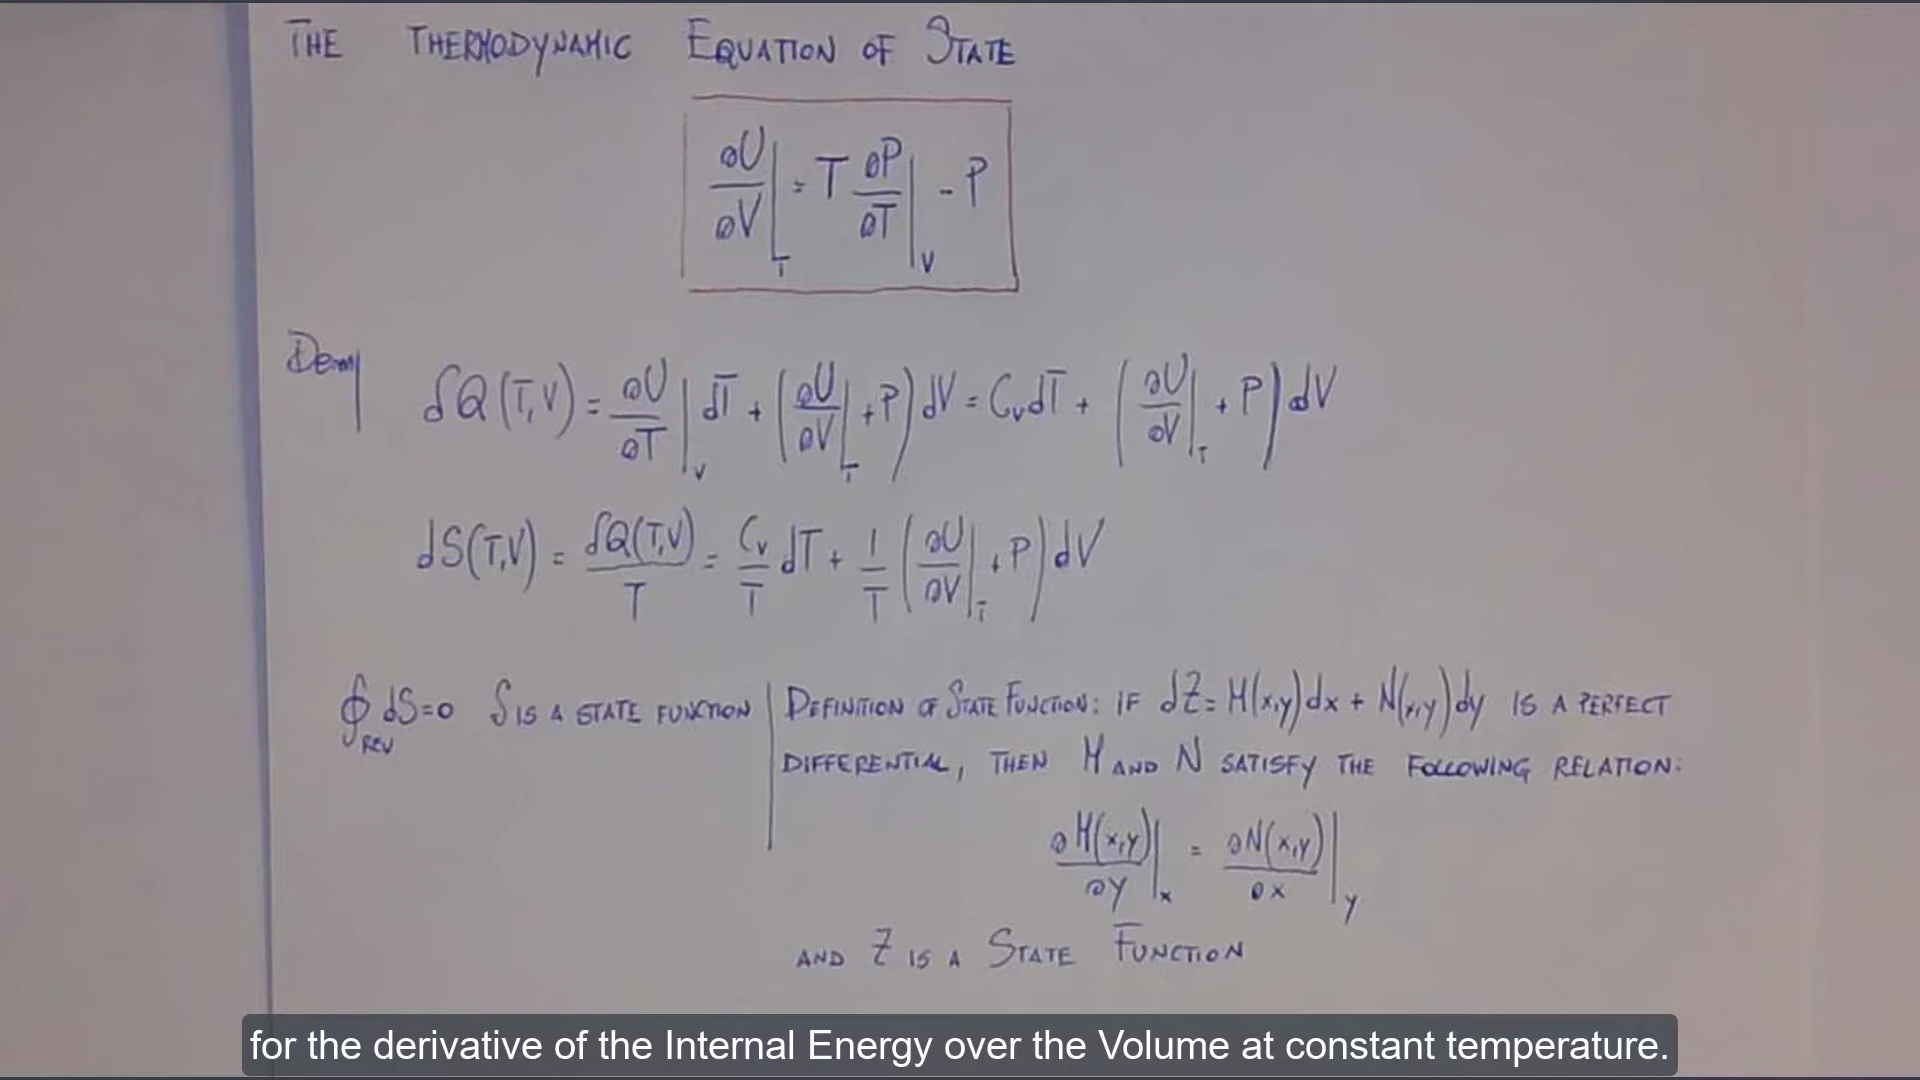 THE THERMODYNAMIC EQUATION OF STATE
∂U/∂V|_T = T ∂P/∂T|_V - P
Dem|
δQ(T,V) = ∂U/∂T|_V dT + (∂U/∂V|_T + P) dV = C_V dT + (∂U/∂V|_T + P) dV
dS(T,V) = δQ(T,V)/T = C_V/T dT + 1/T (∂U/∂V|_T + P) dV
∮_REV dS=0 S IS A STATE FUNCTION
DEFINITION OF STATE FUNCTION: IF dZ = M(x,y)dx + N(x,y)dy IS A PERFECT
DIFFERENTIAL, THEN M AND N SATISFY THE FOLLOWING RELATION:
∂M(x,y)/∂y|_x = ∂N(x,y)/∂x|_y
AND Z IS A STATE FUNCTION
for the derivative of the Internal Energy over the Volume at constant temperature.